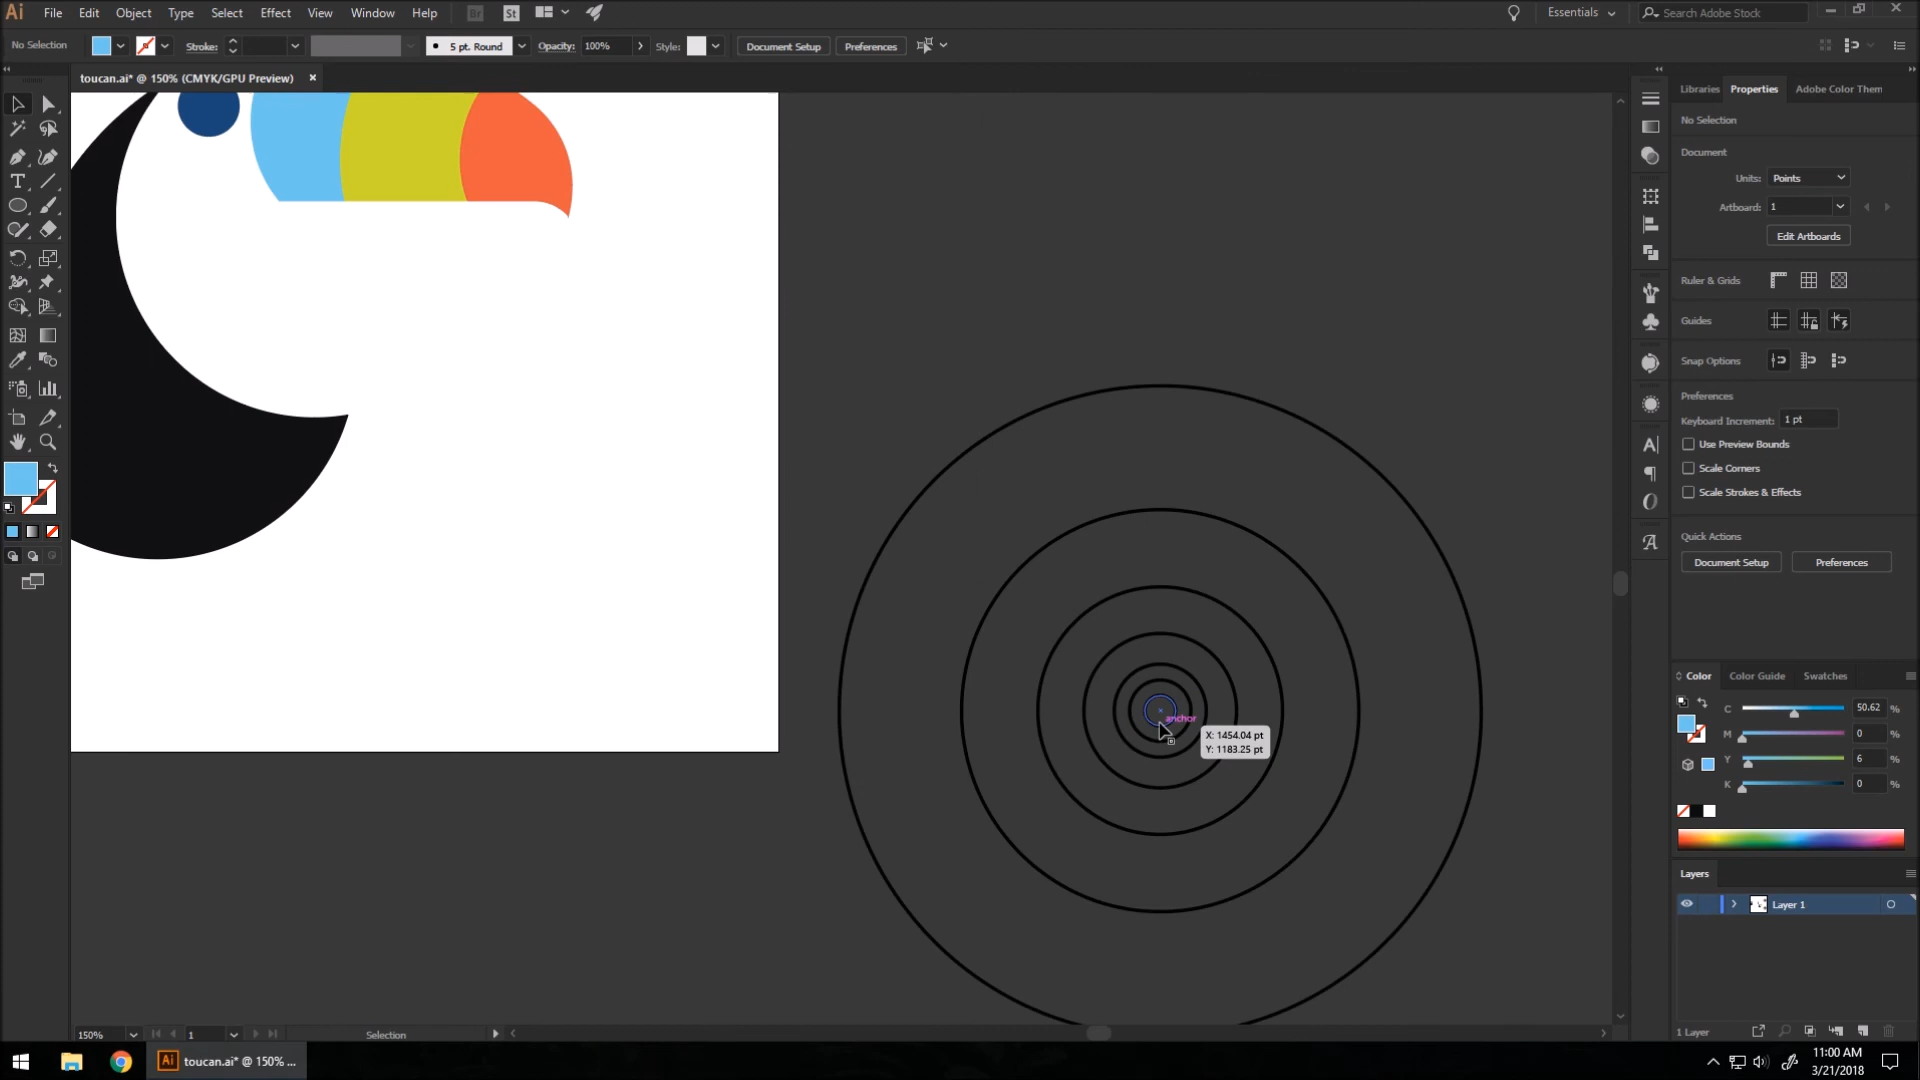 Ai File Edit Object Type Select Effect View Window Help Br St Essentials Search Adobe Stock
No Selection Stroke: 5 pt. Round Opacity: 100% Style: Document Setup Preferences
toucan.ai* @ 150% (CMYK/GPU Preview) ×
Libraries Properties Adobe Color Them
No Selection
Document
Units: Points
Artboard: 1
Edit Artboards
Ruler & Grids
Guides
Snap Options
Preferences
Keyboard Increment: 1 pt
Use Preview Bounds
Scale Corners
Scale Strokes & Effects
Quick Actions
Document Setup Preferences
Color Color Guide Swatches
C 50.62 %
M 0 %
Y 6 %
K 0 %
anchor
X: 1454.04 pt
Y: 1183.25 pt
Layers
Layer 1
1 Layer
150% 1 Selection
Ai toucan.ai* @ 150% ...
11:00 AM
3/21/2018